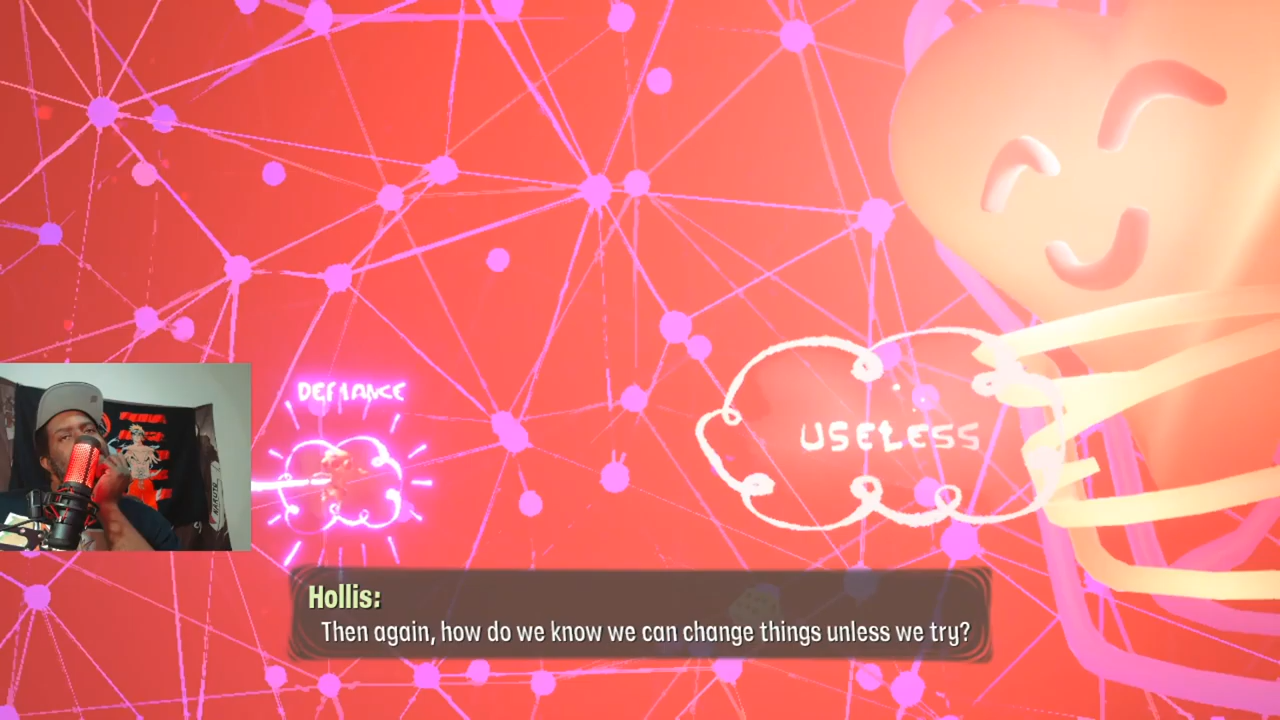 DEFIANCE
USELESS
Hollis:
Then again, how do we know we can change things unless we try?